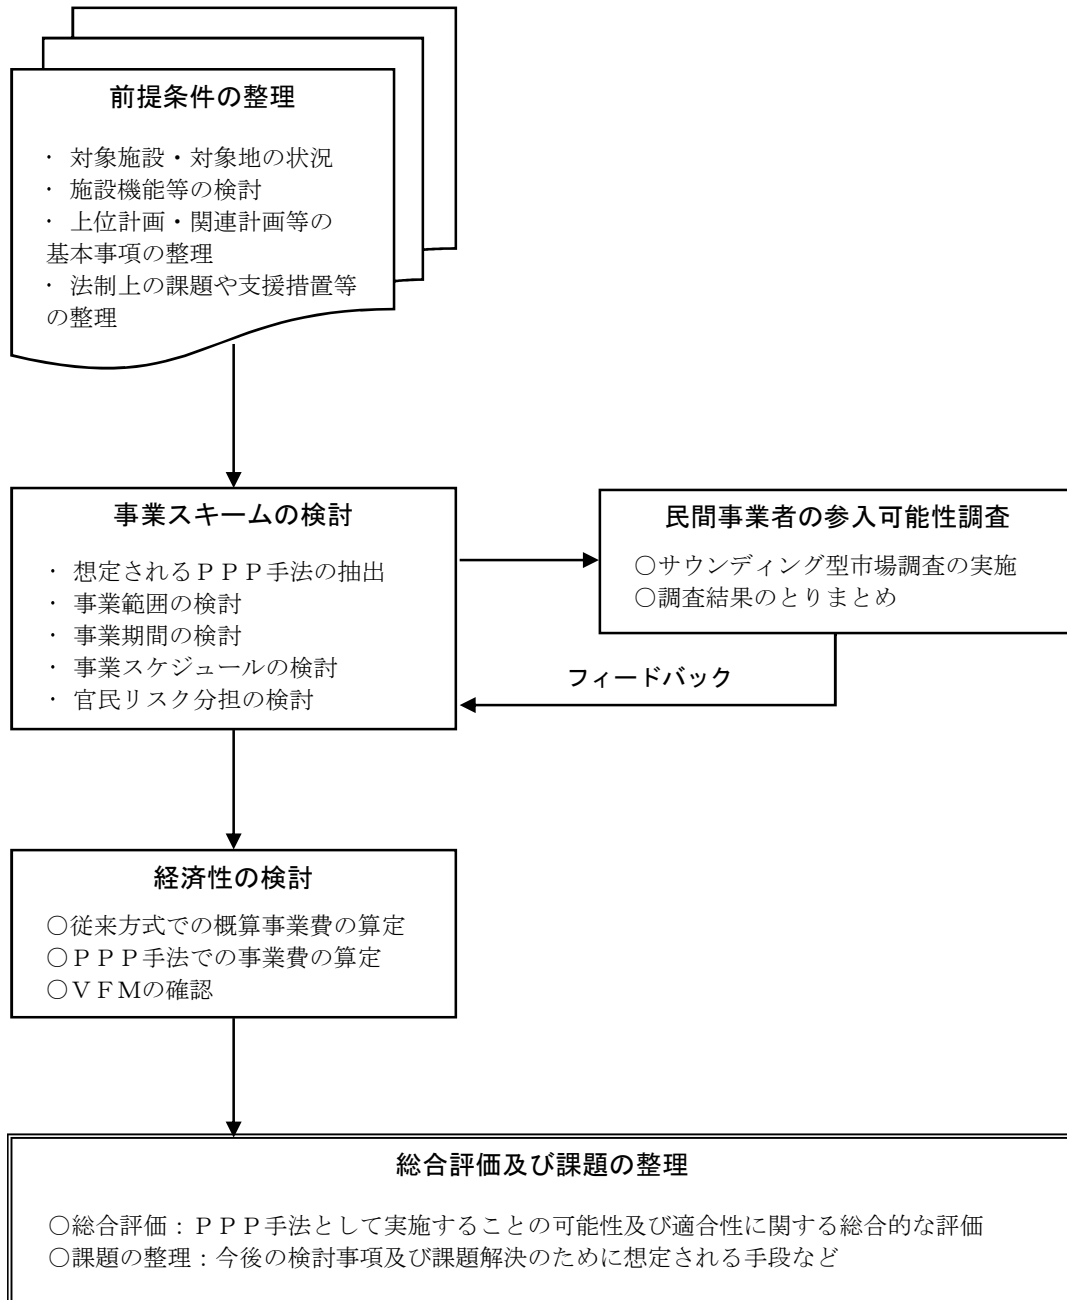 前提条件の整理
・ 対象施設・対象地の状況
・ 施設機能等の検討
・ 上位計画・関連計画等の
基本事項の整理
・ 法制上の課題や支援措置等
の整理
事業スキームの検討
・ 想定されるＰＰＰ手法の抽出
・ 事業範囲の検討
・ 事業期間の検討
・ 事業スケジュールの検討
・ 官民リスク分担の検討
民間事業者の参入可能性調査
○サウンディング型市場調査の実施
○調査結果のとりまとめ
フィードバック
経済性の検討
○従来方式での概算事業費の算定
○ＰＰＰ手法での事業費の算定
○ＶＦＭの確認
総合評価及び課題の整理
○総合評価：ＰＰＰ手法として実施することの可能性及び適合性に関する総合的な評価
○課題の整理：今後の検討事項及び課題解決のために想定される手段など